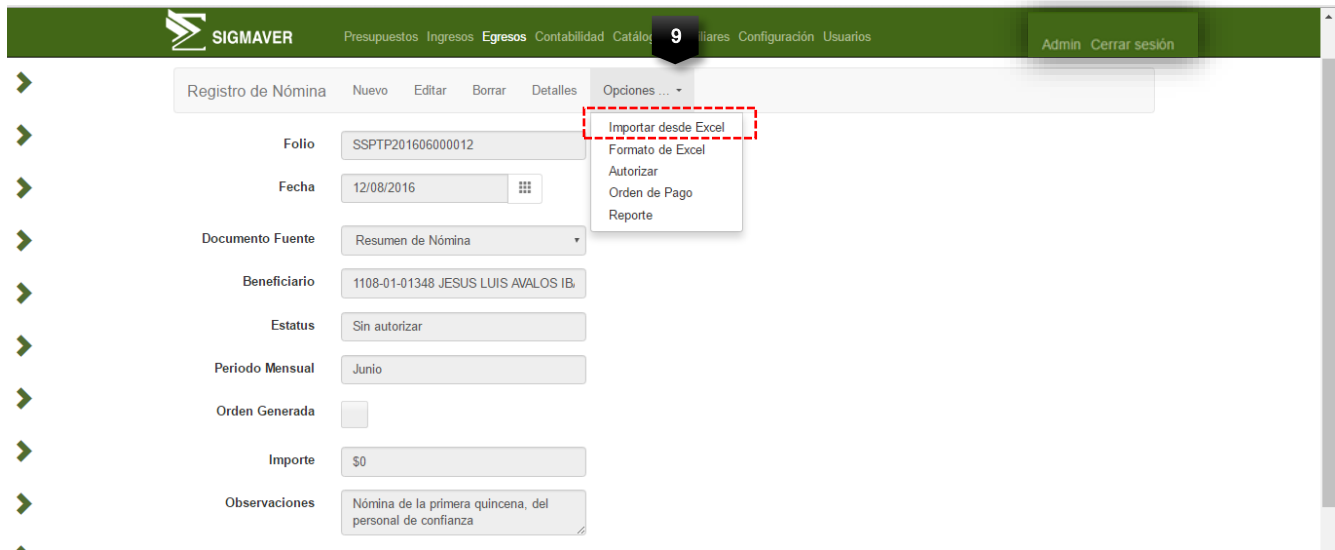 SIGMAVER
Presupuestos Ingresos Egresos Contabilidad 9 Configuración Usuarios
Admin Cerrar sesión
Registro de Nómina Nuevo Editar Borrar Detalles Opciones ...
Importar desde Excel
Formato de Excel
Autorizar
Orden de Pago
Reporte
Folio SSPTP201606000012
Fecha 12/08/2016
Documento Fuente Resumen de Nómina
Beneficiario 1108-01-01348 JESUS LUIS AVALOS
Estatus Sin autorizar
Periodo Mensual Junio
Orden Generada
Importe $0
Observaciones Nómina de la primera quincena, del
personal de confianza